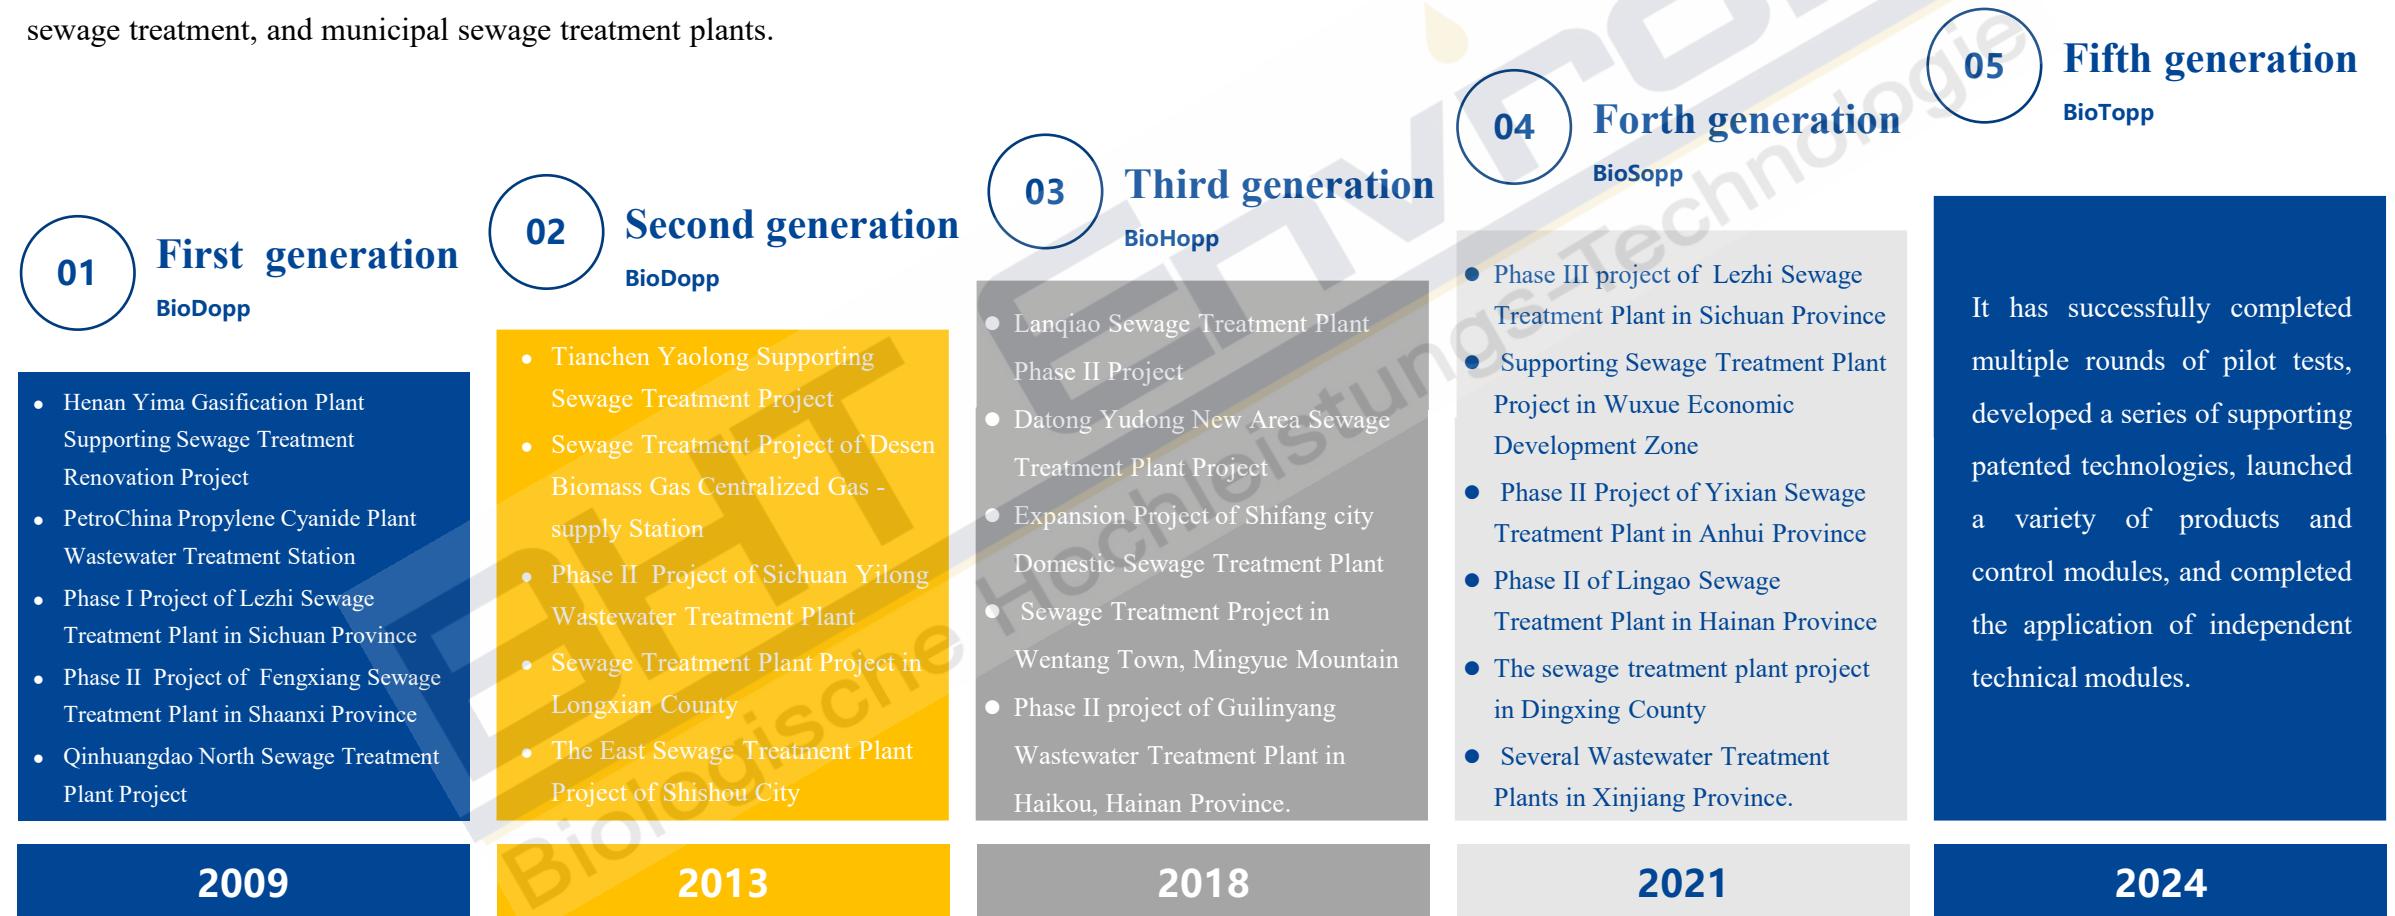 sewage treatment, and municipal sewage treatment plants.
01
First generation
BioDopp
Henan Yima Gasification Plant
Supporting Sewage Treatment
Renovation Project
PetroChina Propylene Cyanide Plant
Wastewater Treatment Station
Phase I Project of Lezhi Sewage
Treatment Plant in Sichuan Province
Phase II Project of Fengxiang Sewage
Treatment Plant in Shaanxi Province
Qinhuangdao North Sewage Treatment
Plant Project
2009
02
Second generation
BioDopp
Tianchen Yaolong Supporting
Sewage Treatment Project
Sewage Treatment Project of Desen
Biomass Gas Centralized Gas -
supply Station
Phase II Project of Sichuan Yilong
Wastewater Treatment Plant
Sewage Treatment Plant Project in
Longxian County
The East Sewage Treatment Plant
Project of Shishou City
2013
03
Third generation
BioHopp
Lanqiao Sewage Treatment Plant
Phase II Project
Datong Yudong New Area Sewage
Treatment Plant Project
Expansion Project of Shifang city
Domestic Sewage Treatment Plant
Sewage Treatment Project in
Wentang Town, Mingyue Mountain
Phase II project of Guilinyang
Wastewater Treatment Plant in
Haikou, Hainan Province.
2018
04
Forth generation
BioSopp
Phase III project of Lezhi Sewage
Treatment Plant in Sichuan Province
Supporting Sewage Treatment Plant
Project in Wuxue Economic
Development Zone
Phase II Project of Yixian Sewage
Treatment Plant in Anhui Province
Phase II of Lingao Sewage
Treatment Plant in Hainan Province
The sewage treatment plant project
in Dingxing County
Several Wastewater Treatment
Plants in Xinjiang Province.
2021
05
Fifth generation
BioTopp
It has successfully completed
multiple rounds of pilot tests,
developed a series of supporting
patented technologies, launched
a variety of products and
control modules, and completed
the application of independent
technical modules.
2024
BHT Enviro
Biologische Hochleistungs-Technologie